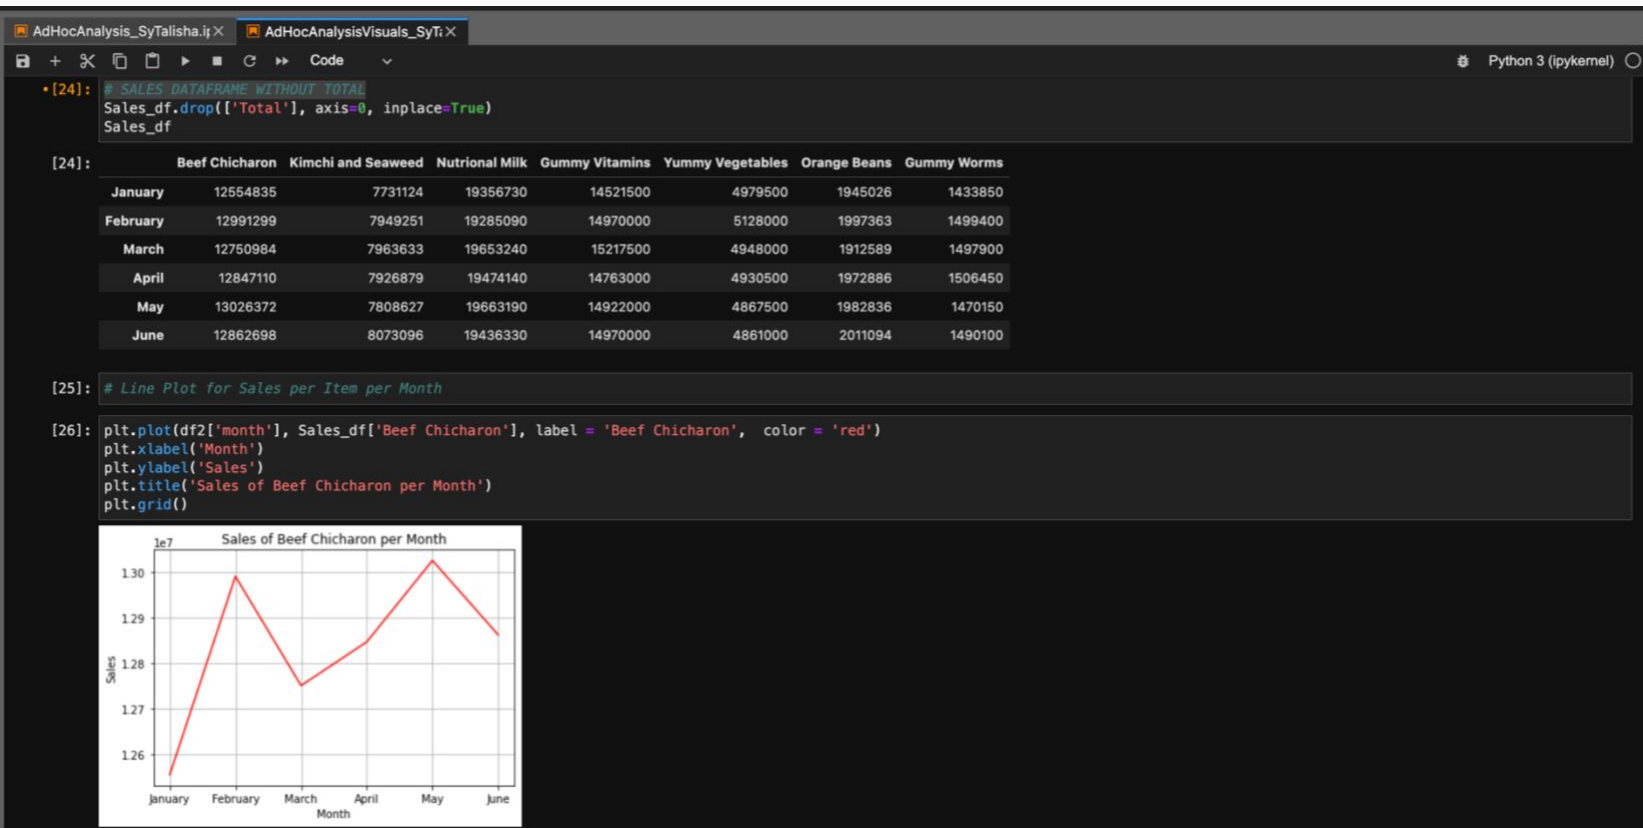 AdHocAnalysis_SyTalisha.ip AdHocAnalysisVisuals_SyTa
Code Python 3 (ipykernel)
[24]: # SALES DATAFRAME WITHOUT TOTAL
Sales_df.drop(['Total'], axis=0, inplace=True)
Sales_df
[24]: Beef Chicharon Kimchi and Seaweed Nutrional Milk Gummy Vitamins Yummy Vegetables Orange Beans Gummy Worms
January 12554835 7731124 19356730 14521500 4979500 1945026 1433850
February 12991299 7949251 19285090 14970000 5128000 1997363 1499400
March 12750984 7963633 19653240 15217500 4948000 1912589 1497900
April 12847110 7926879 19474140 14763000 4930500 1972886 1506450
May 13026372 7808627 19663190 14922000 4867500 1982836 1470150
June 12862698 8073096 19436330 14970000 4861000 2011094 1490100
[25]: # Line Plot for Sales per Item per Month
[26]: plt.plot(df2['month'], Sales_df['Beef Chicharon'], label = 'Beef Chicharon', color = 'red')
plt.xlabel('Month')
plt.ylabel('Sales')
plt.title('Sales of Beef Chicharon per Month')
plt.grid()
1e7 Sales of Beef Chicharon per Month
1.30
1.29
1.28
1.27
1.26
Sales
January February March April May June
Month